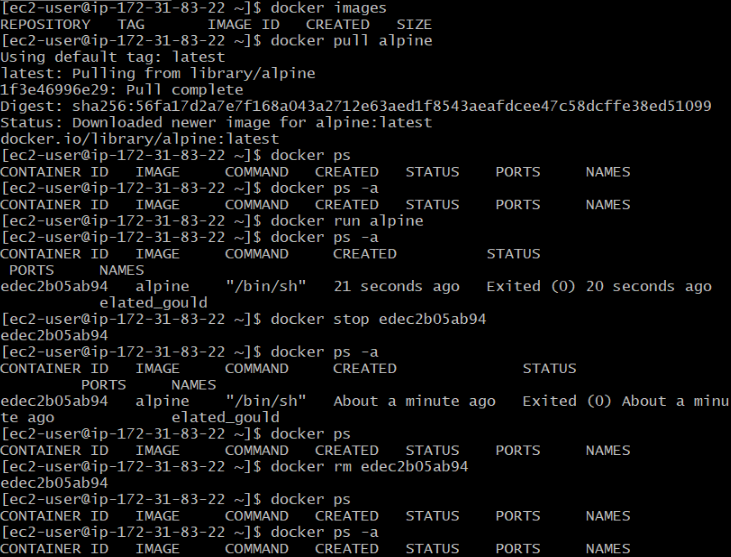 [ec2-user@ip-172-31-83-22 ~]$ docker images
REPOSITORY    TAG       IMAGE ID   CREATED   SIZE
[ec2-user@ip-172-31-83-22 ~]$ docker pull alpine
Using default tag: latest
latest: Pulling from library/alpine
1f3e46996e29: Pull complete
Digest: sha256:56fa17d2a7e7f168a043a2712e63aed1f8543aeafdcee47c58dcffe38ed51099
Status: Downloaded newer image for alpine:latest
docker.io/library/alpine:latest
[ec2-user@ip-172-31-83-22 ~]$ docker ps
CONTAINER ID   IMAGE     COMMAND   CREATED   STATUS    PORTS     NAMES
[ec2-user@ip-172-31-83-22 ~]$ docker ps -a
CONTAINER ID   IMAGE     COMMAND   CREATED   STATUS    PORTS     NAMES
[ec2-user@ip-172-31-83-22 ~]$ docker run alpine
[ec2-user@ip-172-31-83-22 ~]$ docker ps -a
CONTAINER ID   IMAGE     COMMAND     CREATED          STATUS
 PORTS     NAMES
edec2b05ab94   alpine    "/bin/sh"   21 seconds ago   Exited (0) 20 seconds ago
           elated_gould
[ec2-user@ip-172-31-83-22 ~]$ docker stop edec2b05ab94
edec2b05ab94
[ec2-user@ip-172-31-83-22 ~]$ docker ps -a
CONTAINER ID   IMAGE     COMMAND     CREATED              STATUS
         PORTS     NAMES
edec2b05ab94   alpine    "/bin/sh"   About a minute ago   Exited (0) About a minu
te ago             elated_gould
[ec2-user@ip-172-31-83-22 ~]$ docker ps
CONTAINER ID   IMAGE     COMMAND   CREATED   STATUS    PORTS     NAMES
[ec2-user@ip-172-31-83-22 ~]$ docker rm edec2b05ab94
edec2b05ab94
[ec2-user@ip-172-31-83-22 ~]$ docker ps
CONTAINER ID   IMAGE     COMMAND   CREATED   STATUS    PORTS     NAMES
[ec2-user@ip-172-31-83-22 ~]$ docker ps -a
CONTAINER ID   IMAGE     COMMAND   CREATED   STATUS    PORTS     NAMES